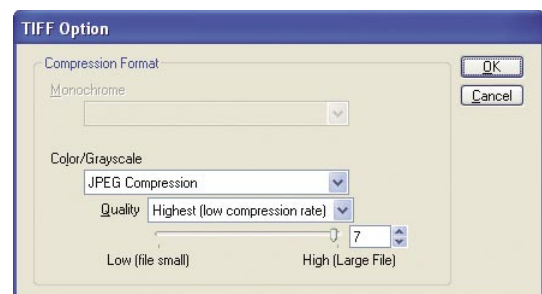 TIFF Option
Compression Format
OK
Monochrome
Cancel
Color/Grayscale
JPEG Compression
Quality Highest (low compression rate)
7
Low (file small) High (Large File)